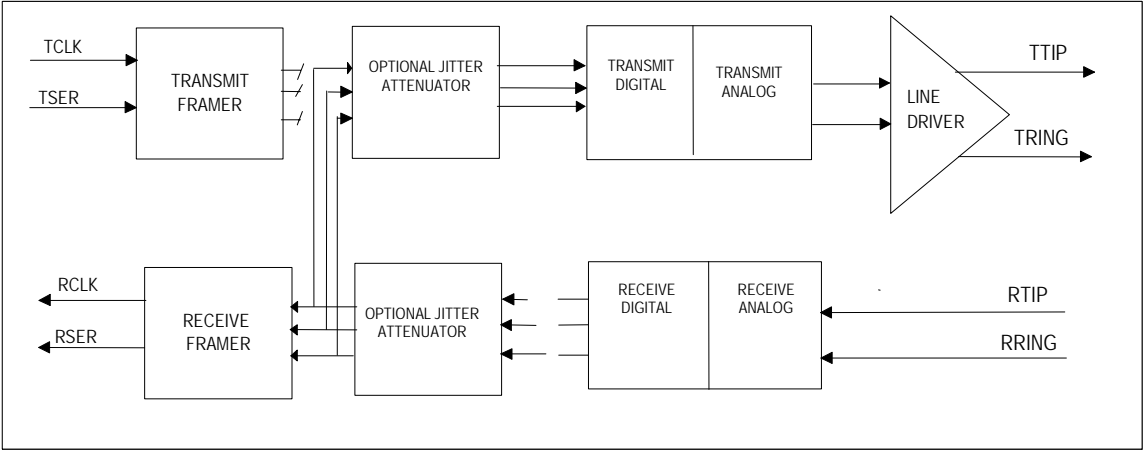 TCLK
TSER
TRANSMIT
FRAMER
OPTIONAL JITTER
ATTENUATOR
TRANSMIT
DIGITAL
TRANSMIT
ANALOG
LINE
DRIVER
TTIP
TRING
RCLK
RSER
RECEIVE
FRAMER
OPTIONAL JITTER
ATTENUATOR
RECEIVE
DIGITAL
RECEIVE
ANALOG
RTIP
RRING